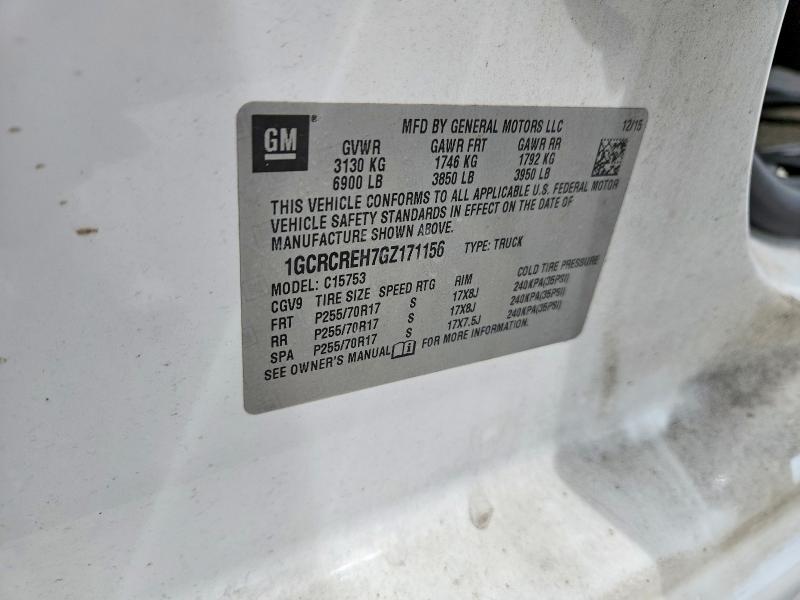 GM ® MFD BY GENERAL MOTORS LLC 12/15
GVWR GAWR FRT GAWR RR
3130 KG 1746 KG 1792 KG
6900 LB 3850 LB 3950 LB
THIS VEHICLE CONFORMS TO ALL APPLICABLE U.S. FEDERAL MOTOR
VEHICLE SAFETY STANDARDS IN EFFECT ON THE DATE OF
MANUFACTURE SHOWN ABOVE.
1GCRCREH7GZ171156 TYPE: TRUCK
MODEL: C15753
CGV9 TIRE SIZE SPEED RTG RIM COLD TIRE PRESSURE
FRT P255/70R17 S 17X8J 240KPA(35PSI)
RR P255/70R17 S 17X8J 240KPA(35PSI)
SPA P255/70R17 S 17X7.5J 240KPA(35PSI)
SEE OWNER'S MANUAL i FOR MORE INFORMATION.